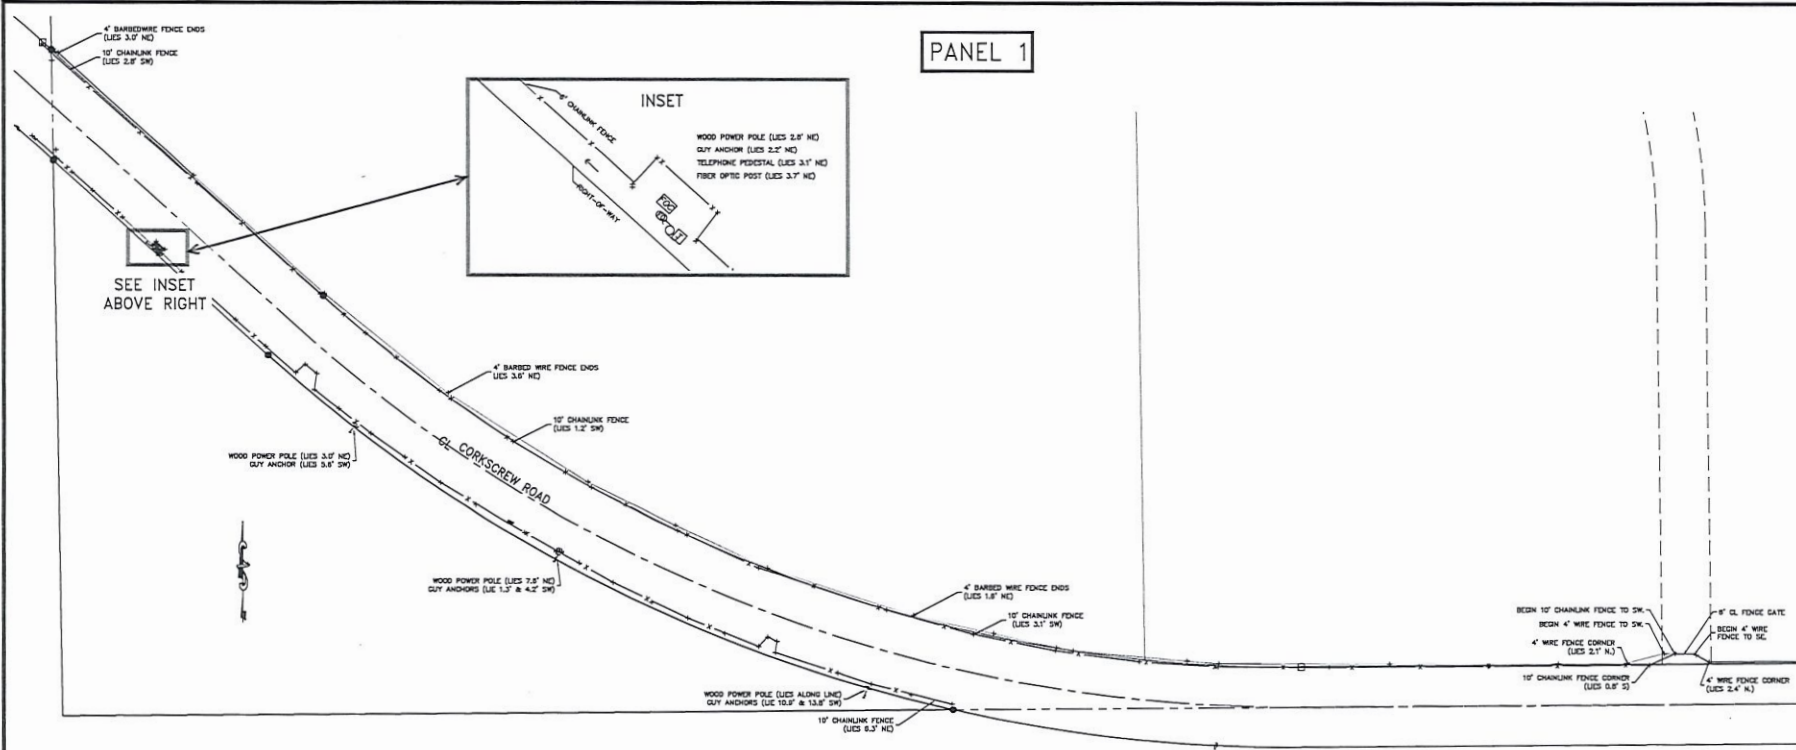 PANEL 1
4' BARBEDWIRE FENCE ENDS
(LIES 3.0' NE)
10' CHAINLINK FENCE
(LIES 2.8' SW)
INSET
6' CHAINLINK FENCE
WOOD POWER POLE (LIES 2.8' NE)
GUY ANCHOR (LIES 2.2' NE)
TELEPHONE PEDESTAL (LIES 3.1' NE)
FIBER OPTIC POST (LIES 3.7' NE)
RIGHT-OF-WAY
FOC
T
SEE INSET
ABOVE RIGHT
4' BARBED WIRE FENCE ENDS
LIES 3.6' NE)
10' CHAINLINK FENCE
(LIES 1.2' SW)
WOOD POWER POLE (LIES 3.0' NE)
GUY ANCHOR (LIES 5.6' SW)
CL CORKSCREW ROAD
WOOD POWER POLE (LIES 7.8' NE)
GUY ANCHORS (LIE 1.3' & 4.2' SW)
4' BARBED WIRE FENCE ENDS
(LIES 1.8' NE)
10' CHAINLINK FENCE
(LIES 3.1' SW)
WOOD POWER POLE (LIES ALONG LINE)
GUY ANCHORS (LIE 10.9' & 13.8' SW)
10' CHAINLINK FENCE
(LIES 6.3' NE)
BEGIN 10' CHAINLINK FENCE TO SW.
BEGIN 4' WIRE FENCE TO SW.
4' WIRE FENCE CORNER
(LIES 2.1' N.)
10' CHAINLINK FENCE CORNER
(LIES 0.8' S)
8' CL FENCE GATE
BEGIN 4' WIRE
FENCE TO SE.
4' WIRE FENCE CORNER
(LIES 2.4' N.)